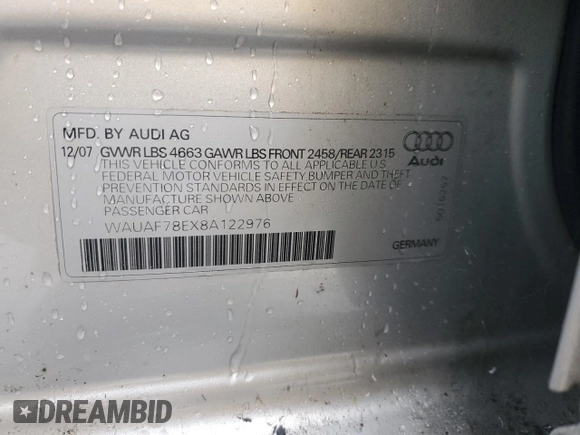 MFD. BY AUDI AG
12/07 GVWR LBS 4663 GAWR LBS FRONT 2458/REAR 2315
THIS VEHICLE CONFORMS TO ALL APPLICABLE U.S.
FEDERAL MOTOR VEHICLE SAFETY, BUMPER AND THEFT
PREVENTION STANDARDS IN EFFECT ON THE DATE OF
MANUFACTURE SHOWN ABOVE
PASSENGER CAR
WAUAF78EX8A122976
Audi
GERMANY
DREAMBID